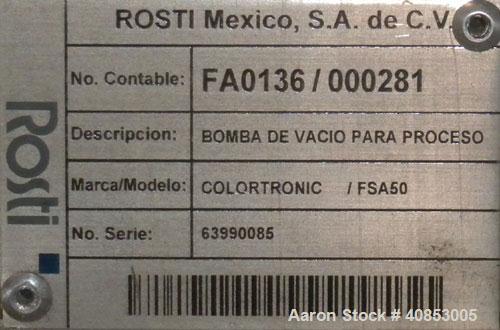 ROSTI Mexico, S.A. de C.V.
No. Contable: FA0136 / 000281
Descripcion: BOMBA DE VACIO PARA PROCESO
Marca/Modelo: COLORTRONIC / FSA50
No. Serie: 63990085
Rosti
Aaron Stock # 40853005